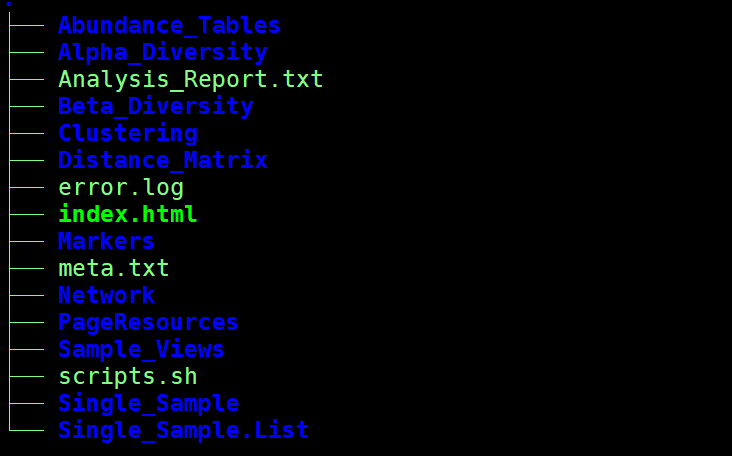 .
├── Abundance_Tables
├── Alpha_Diversity
├── Analysis_Report.txt
├── Beta_Diversity
├── Clustering
├── Distance_Matrix
├── error.log
├── index.html
├── Markers
├── meta.txt
├── Network
├── PageResources
├── Sample_Views
├── scripts.sh
├── Single_Sample
└── Single_Sample.List